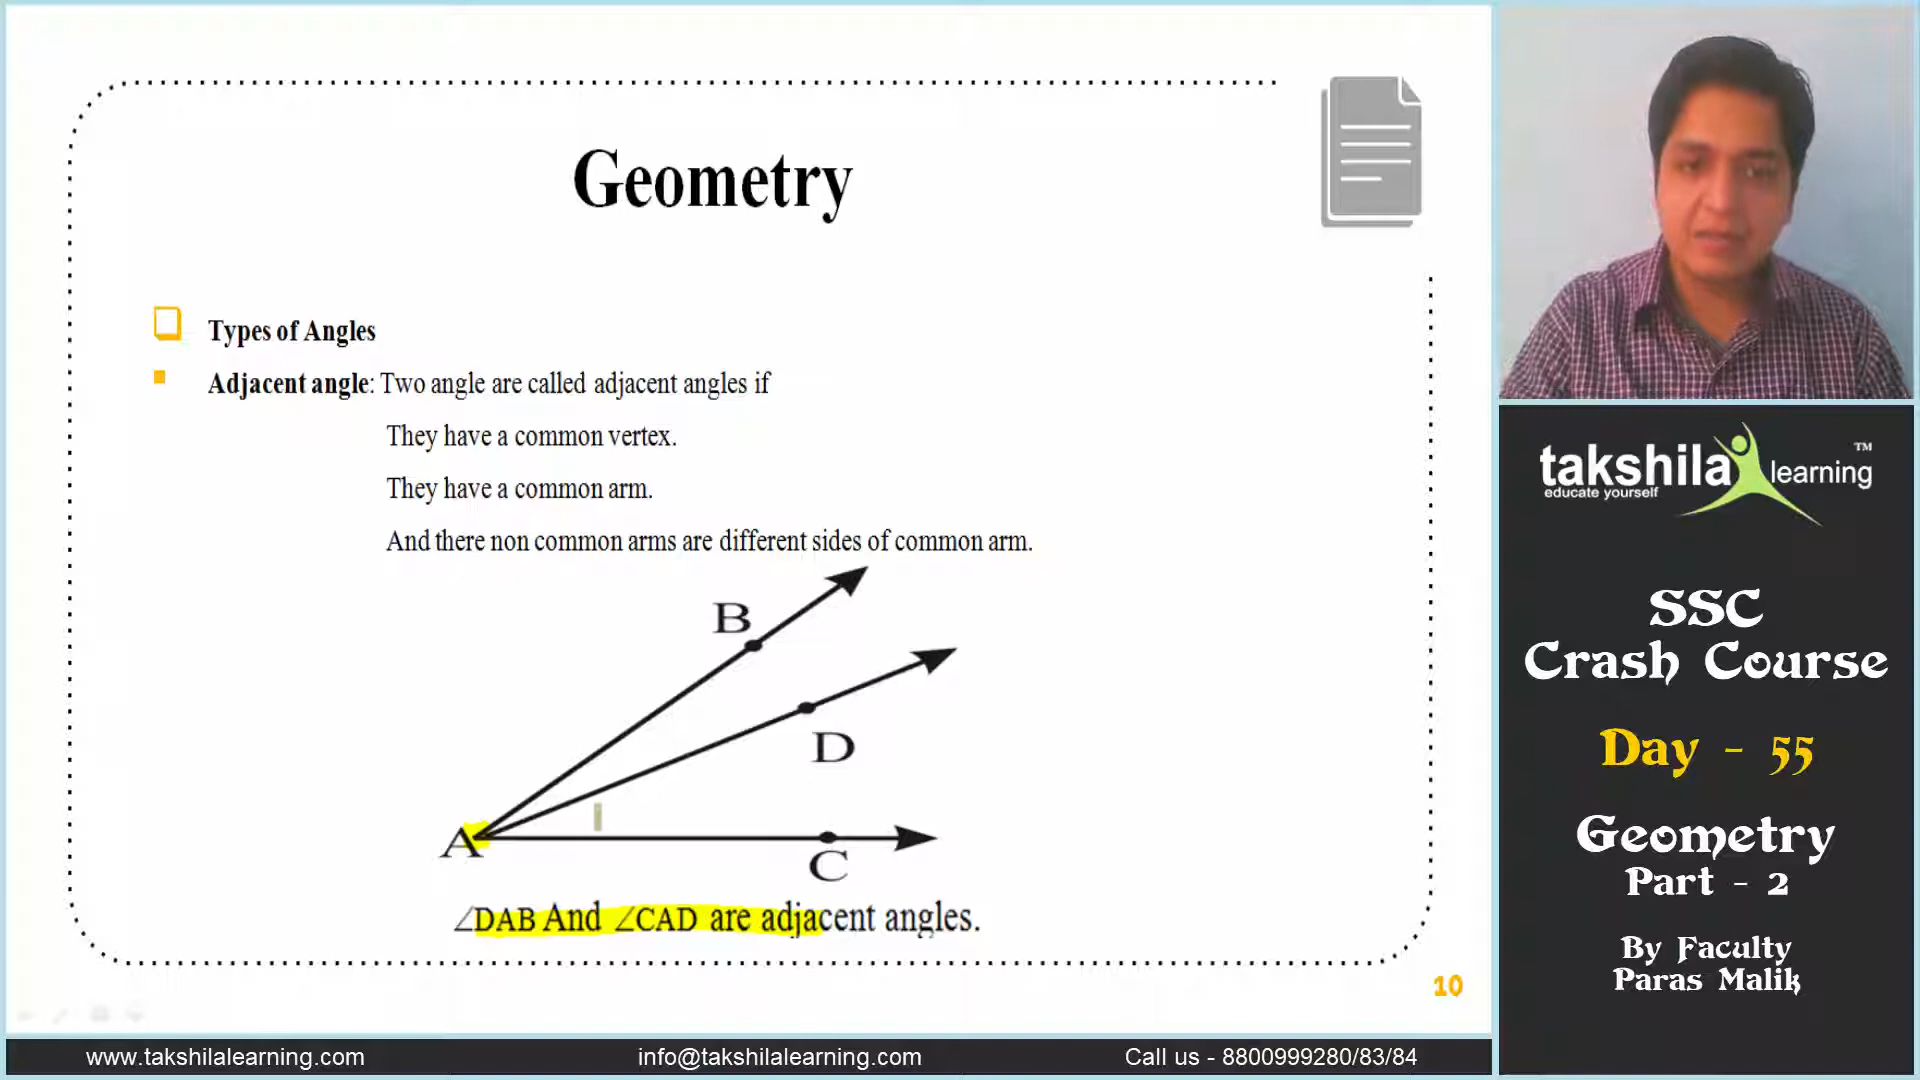 Geometry
Types of Angles
Adjacent angle: Two angle are called adjacent angles if
They have a common vertex.
They have a common arm.
And there non common arms are different sides of common arm.
B
D
A
C
∠DAB And ∠CAD are adjacent angles.
10
takshila learning TM
educate yourself
SSC
Crash Course
Day - 55
Geometry
Part - 2
By Faculty
Paras Malik
www.takshilalearning.com
info@takshilalearning.com
Call us - 8800999280/83/84